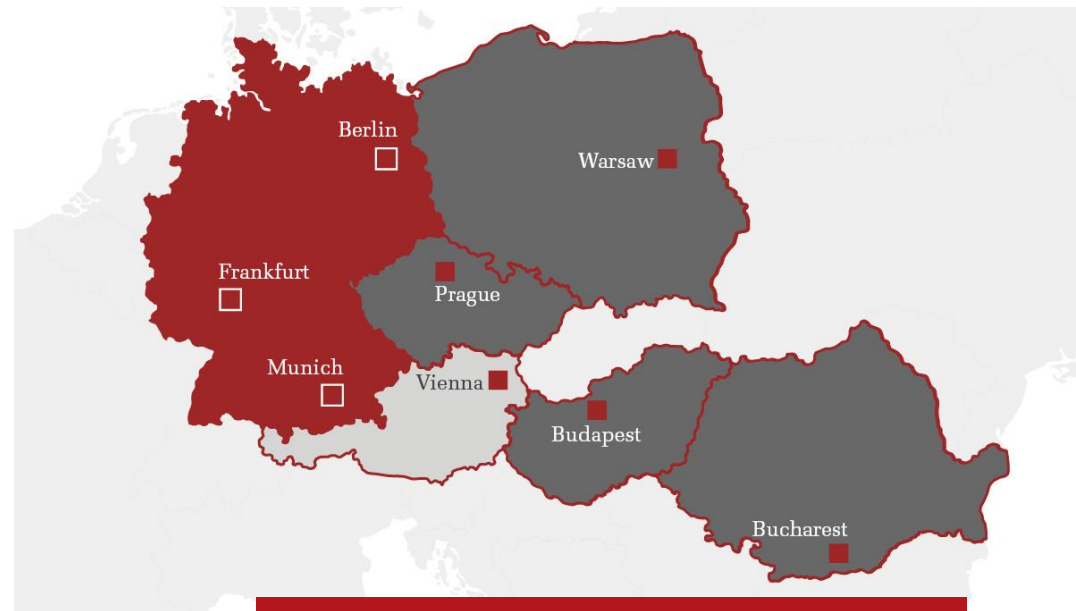 Berlin
Warsaw
Frankfurt
Prague
Munich
Vienna
Budapest
Bucharest